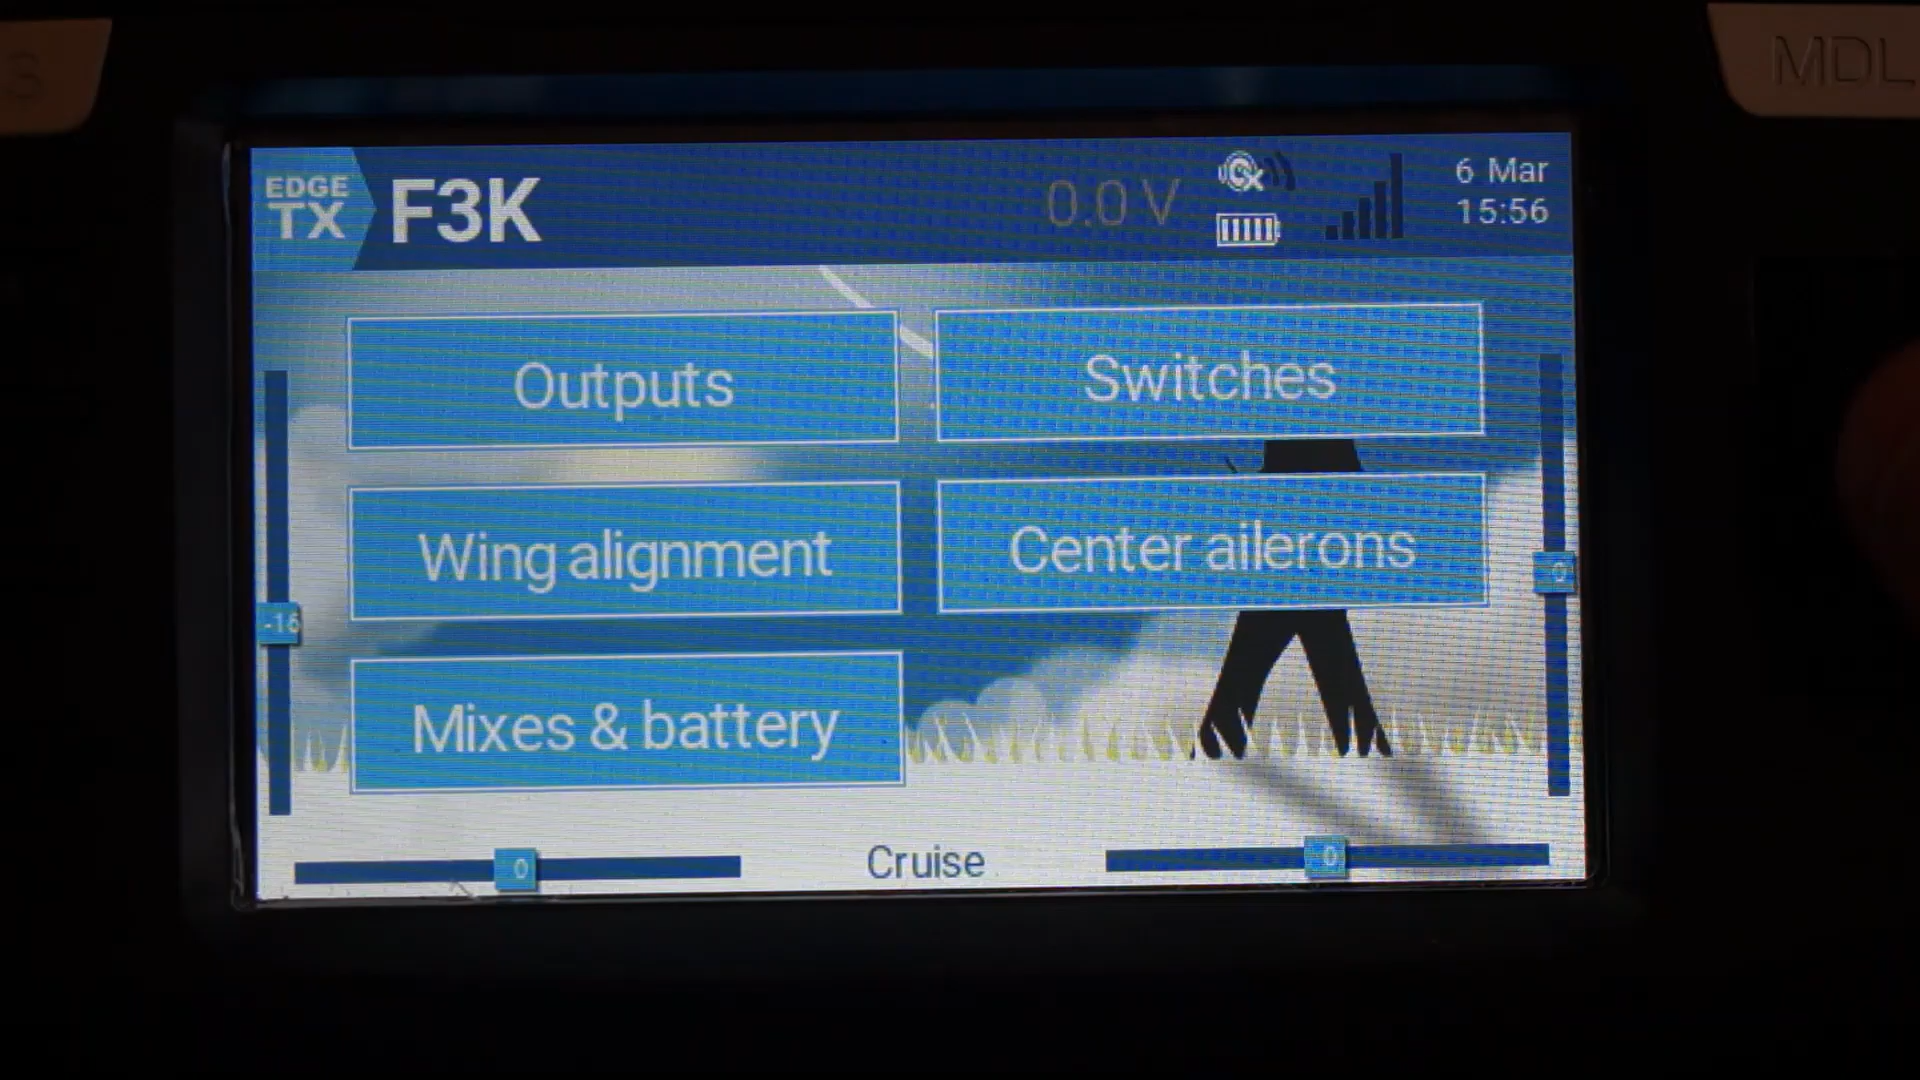 S
MDL
EDGE
TX
F3K
0.0 V
6 Mar
15:56
Outputs
Switches
Wing alignment
Center ailerons
-16
0
Mixes & battery
0
Cruise
0